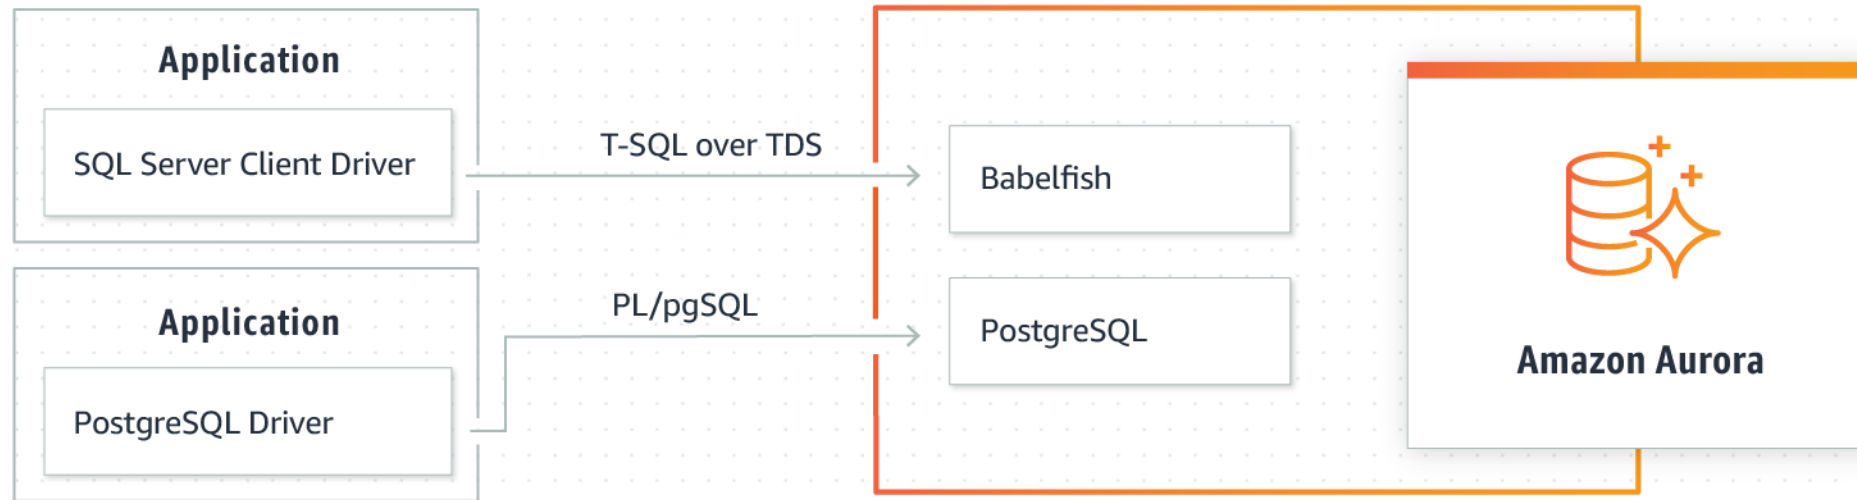 Application
SQL Server Client Driver
T-SQL over TDS
Babelfish
Application
PostgreSQL Driver
PL/pgSQL
PostgreSQL
Amazon Aurora